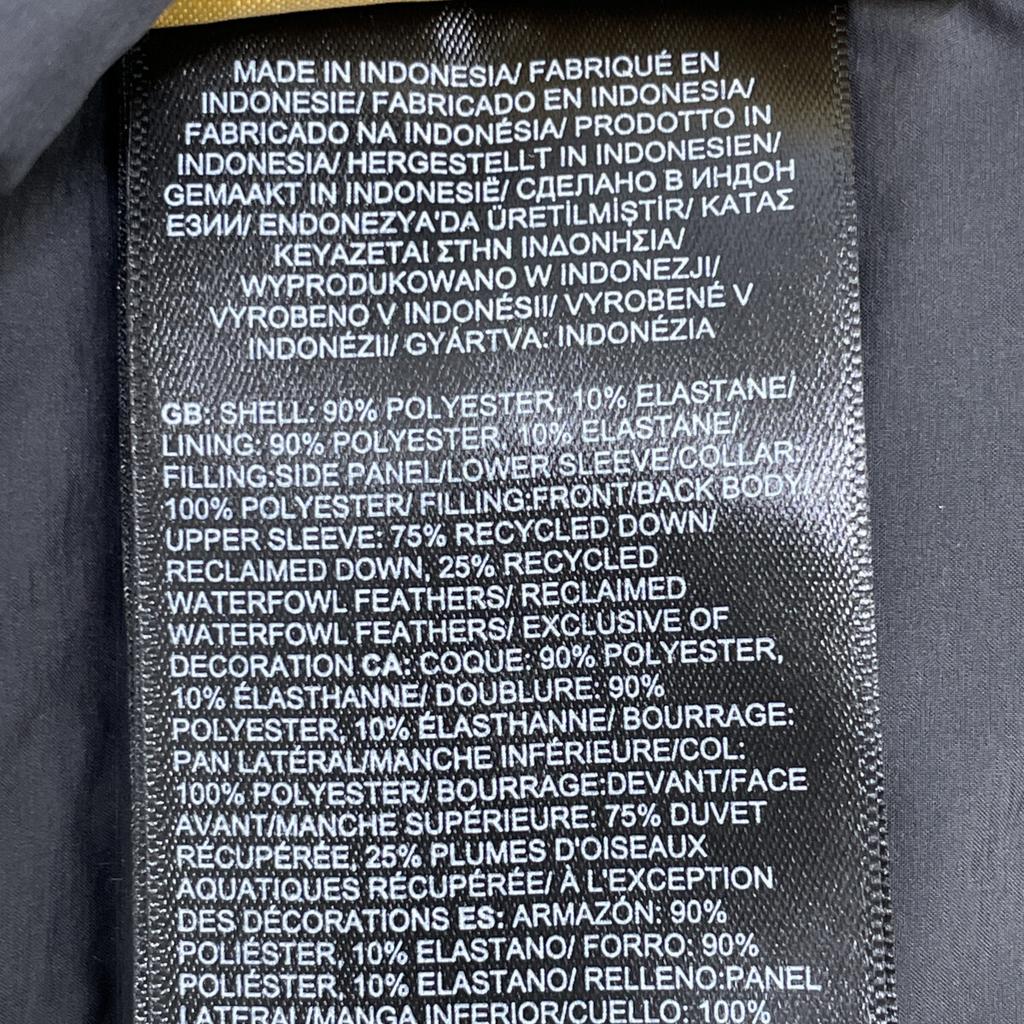 MADE IN INDONESIA/ FABRIQUÉ EN
INDONESIE/ FABRICADO EN INDONESIA/
FABRICADO NA INDONÉSIA/ PRODOTTO IN
INDONESIA/ HERGESTELLT IN INDONESIEN/
GEMAAKT IN INDONESIË/ СДЕЛАНО В ИНДОН
ЕЗИИ/ ENDONEZYA'DA ÜRETİLMİŞTİR/ ΚΑΤΑΣ
ΚΕΥΑΖΕΤΑΙ ΣΤΗΝ ΙΝΔΟΝΗΣΙΑ/
WYPRODUKOWANO W INDONEZJI/
VYROBENO V INDONÉSII/ VYROBENÉ V
INDONÉZII/ GYÁRTVA: INDONÉZIA
GB: SHELL: 90% POLYESTER, 10% ELASTANE/
LINING: 90% POLYESTER, 10% ELASTANE/
FILLING:SIDE PANEL/LOWER SLEEVE/COLLAR:
100% POLYESTER/ FILLING:FRONT/BACK BODY/
UPPER SLEEVE: 75% RECYCLED DOWN/
RECLAIMED DOWN, 25% RECYCLED
WATERFOWL FEATHERS/ RECLAIMED
WATERFOWL FEATHERS/ EXCLUSIVE OF
DECORATION CA: COQUE: 90% POLYESTER,
10% ÉLASTHANNE/ DOUBLURE: 90%
POLYESTER, 10% ÉLASTHANNE/ BOURRAGE:
PAN LATÉRAL/MANCHE INFÉRIEURE/COL:
100% POLYESTER/ BOURRAGE:DEVANT/FACE
AVANT/MANCHE SUPÉRIEURE: 75% DUVET
RÉCUPÉRÉE, 25% PLUMES D'OISEAUX
AQUATIQUES RÉCUPÉRÉE/ À L'EXCEPTION
DES DÉCORATIONS ES: ARMAZÓN: 90%
POLIÉSTER, 10% ELASTANO/ FORRO: 90%
POLIÉSTER, 10% ELASTANO/ RELLENO:PANEL
LATERAL/MANGA INFERIOR/CUELLO: 100%